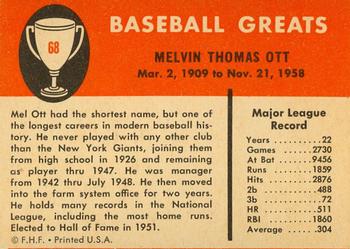 BASEBALL GREATS
68
MELVIN THOMAS OTT
Mar. 2, 1909 to Nov. 21, 1958
Mel Ott had the shortest name, but one
of the longest careers in modern baseball his-
tory. He never played with any other club
than the New York Giants, joining them
from high school in 1926 and remaining
as player thru 1947. He was manager
from 1942 thru July 1948. He then moved
into the farm system office for two years.
He holds many records in the National
League, including the most home runs.
Elected to Hall of Fame in 1951.
© F.H.F. • Printed U.S.A.
Major League
Record
Years ............22
Games ........2730
At Bat ........9456
Runs ..........1859
Hits ............2876
2b ..............488
3b ................72
HR ..............511
RBI ............1860
Average ........304